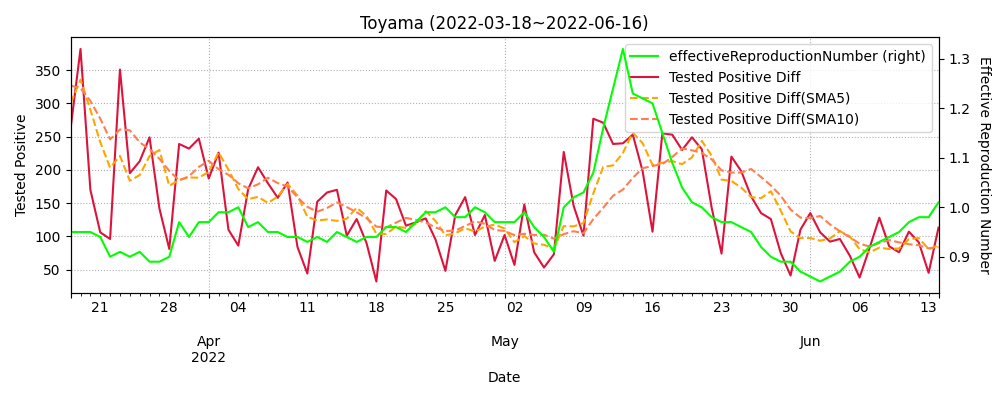 Toyama (2022-03-18~2022-06-16)
effectiveReproductionNumber (right)
Tested Positive Diff
Tested Positive Diff(SMA5)
Tested Positive Diff(SMA10)
Tested Positive
350
300
250
200
150
100
50
1.3
1.2
1.1
1.0
0.9
Effective Reproduction Number
21 28 04 11 18 25 02 09 16 23 30 06 13
Apr May Jun
2022
Date